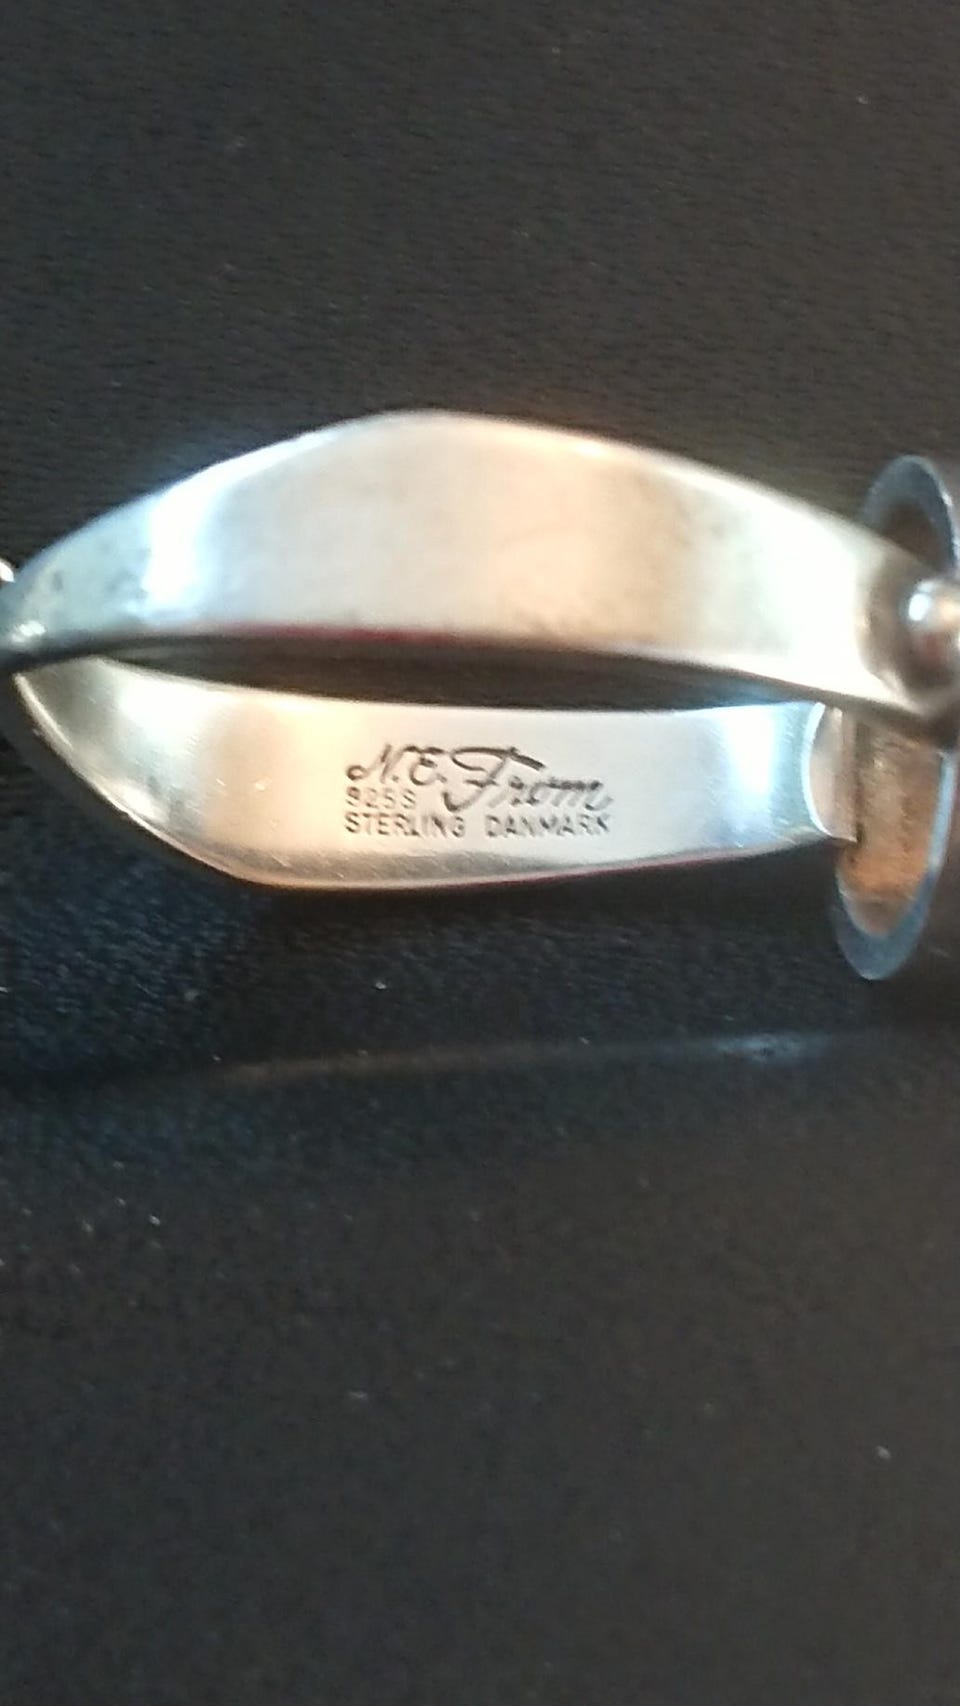 N.E. From
925S
STERLING DANMARK